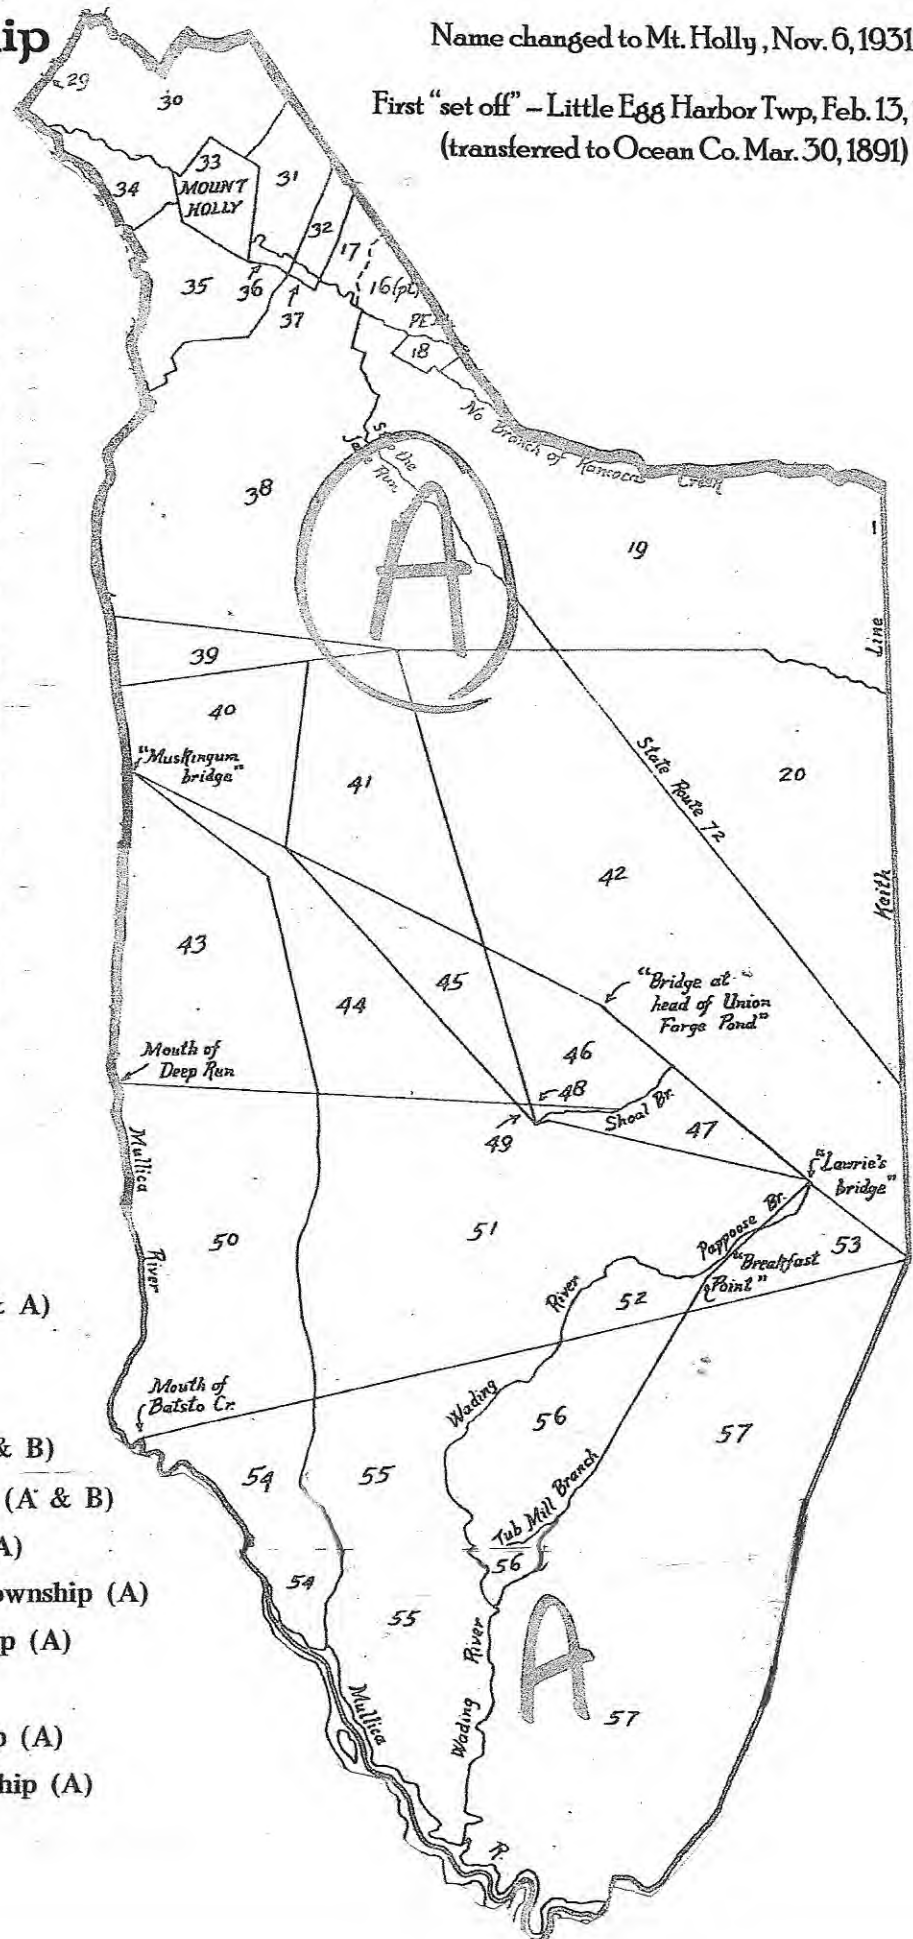 ip
Name changed to Mt. Holly, Nov. 6, 1931
First "set off" – Little Egg Harbor Twp, Feb. 13,
(transferred to Ocean Co. Mar. 30, 1891)
29
30
33
MOUNT
HOLLY
34
31
32
17
16 (pt)
35
36
37
PE
18
No Branch of Rancocas Creek
38
Stop the
Jade Run
A
19
Line
39
40
"Muskingum
bridge"
41
State Route 72
20
42
Keith
43
44
45
"Bridge at
head of Union
Forge Pond"
46
Mouth of
Deep Run
48
Shoal Br.
49
47
"Lawrie's
bridge"
Mullica
River
50
51
Pappoose Br.
53
"Breakfast
Point"
River
52
A)
Mouth of
Batsto Cr.
Wading
56
57
& B)
54
55
Tub Mill Branch
(A & B)
A)
54
56
ownship (A)
55
A
p (A)
River
57
Mullica
Wading
p (A)
hip (A)
R.